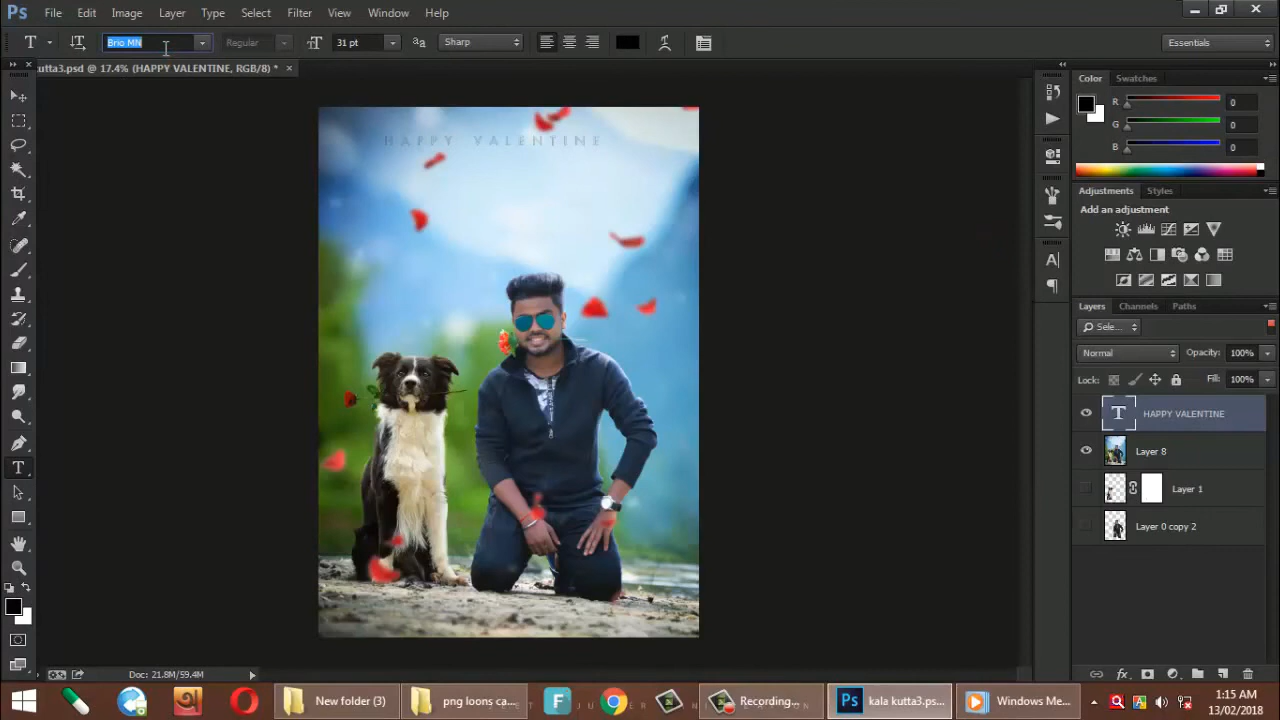 Ps File Edit Image Layer Type Select Filter View Window Help
T Brio MN Regular 31 pt aa Sharp Essentials
kutta3.psd @ 17.4% (HAPPY VALENTINE, RGB/8) * ×
Color Swatches
R 0
G 0
B 0
HAPPY VALENTINE
Adjustments Styles
Add an adjustment
Layers Channels Paths
Sele...
Normal Opacity: 100%
Lock: Fill: 100%
T HAPPY VALENTINE
Layer 8
Layer 1
Layer 0 copy 2
Doc: 21.8M/59.4M
New folder (3) png loons ca... Recording... Ps kala kutta3.ps... Windows Me... 1:15 AM
13/02/2018